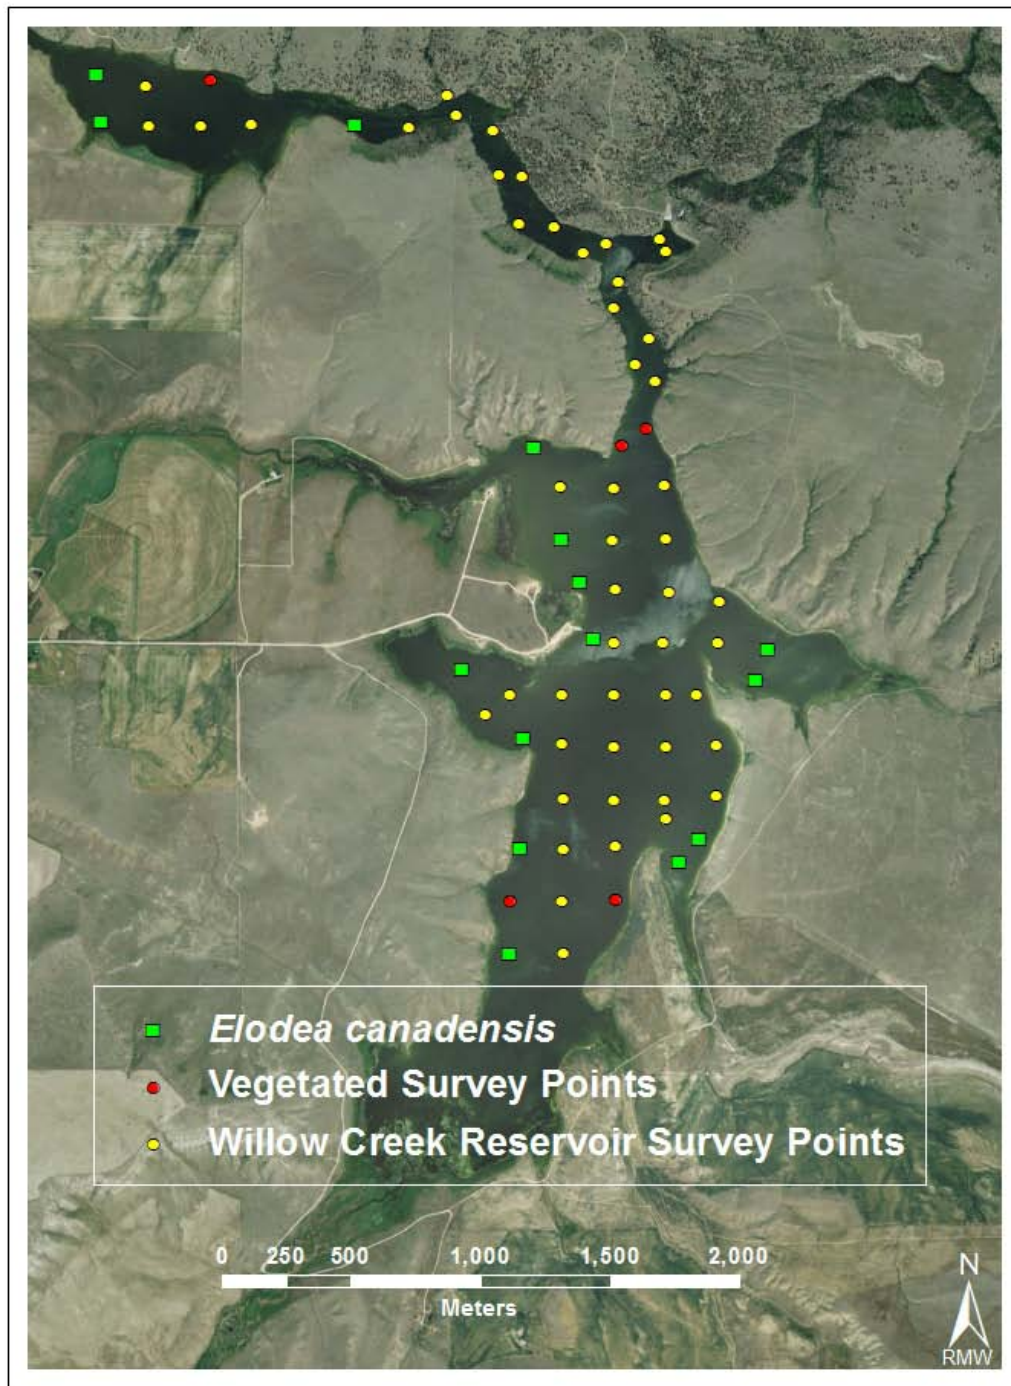 Elodea canadensis
Vegetated Survey Points
Willow Creek Reservoir Survey Points
0 250 500 1,000 1,500 2,000
Meters
N
RMW